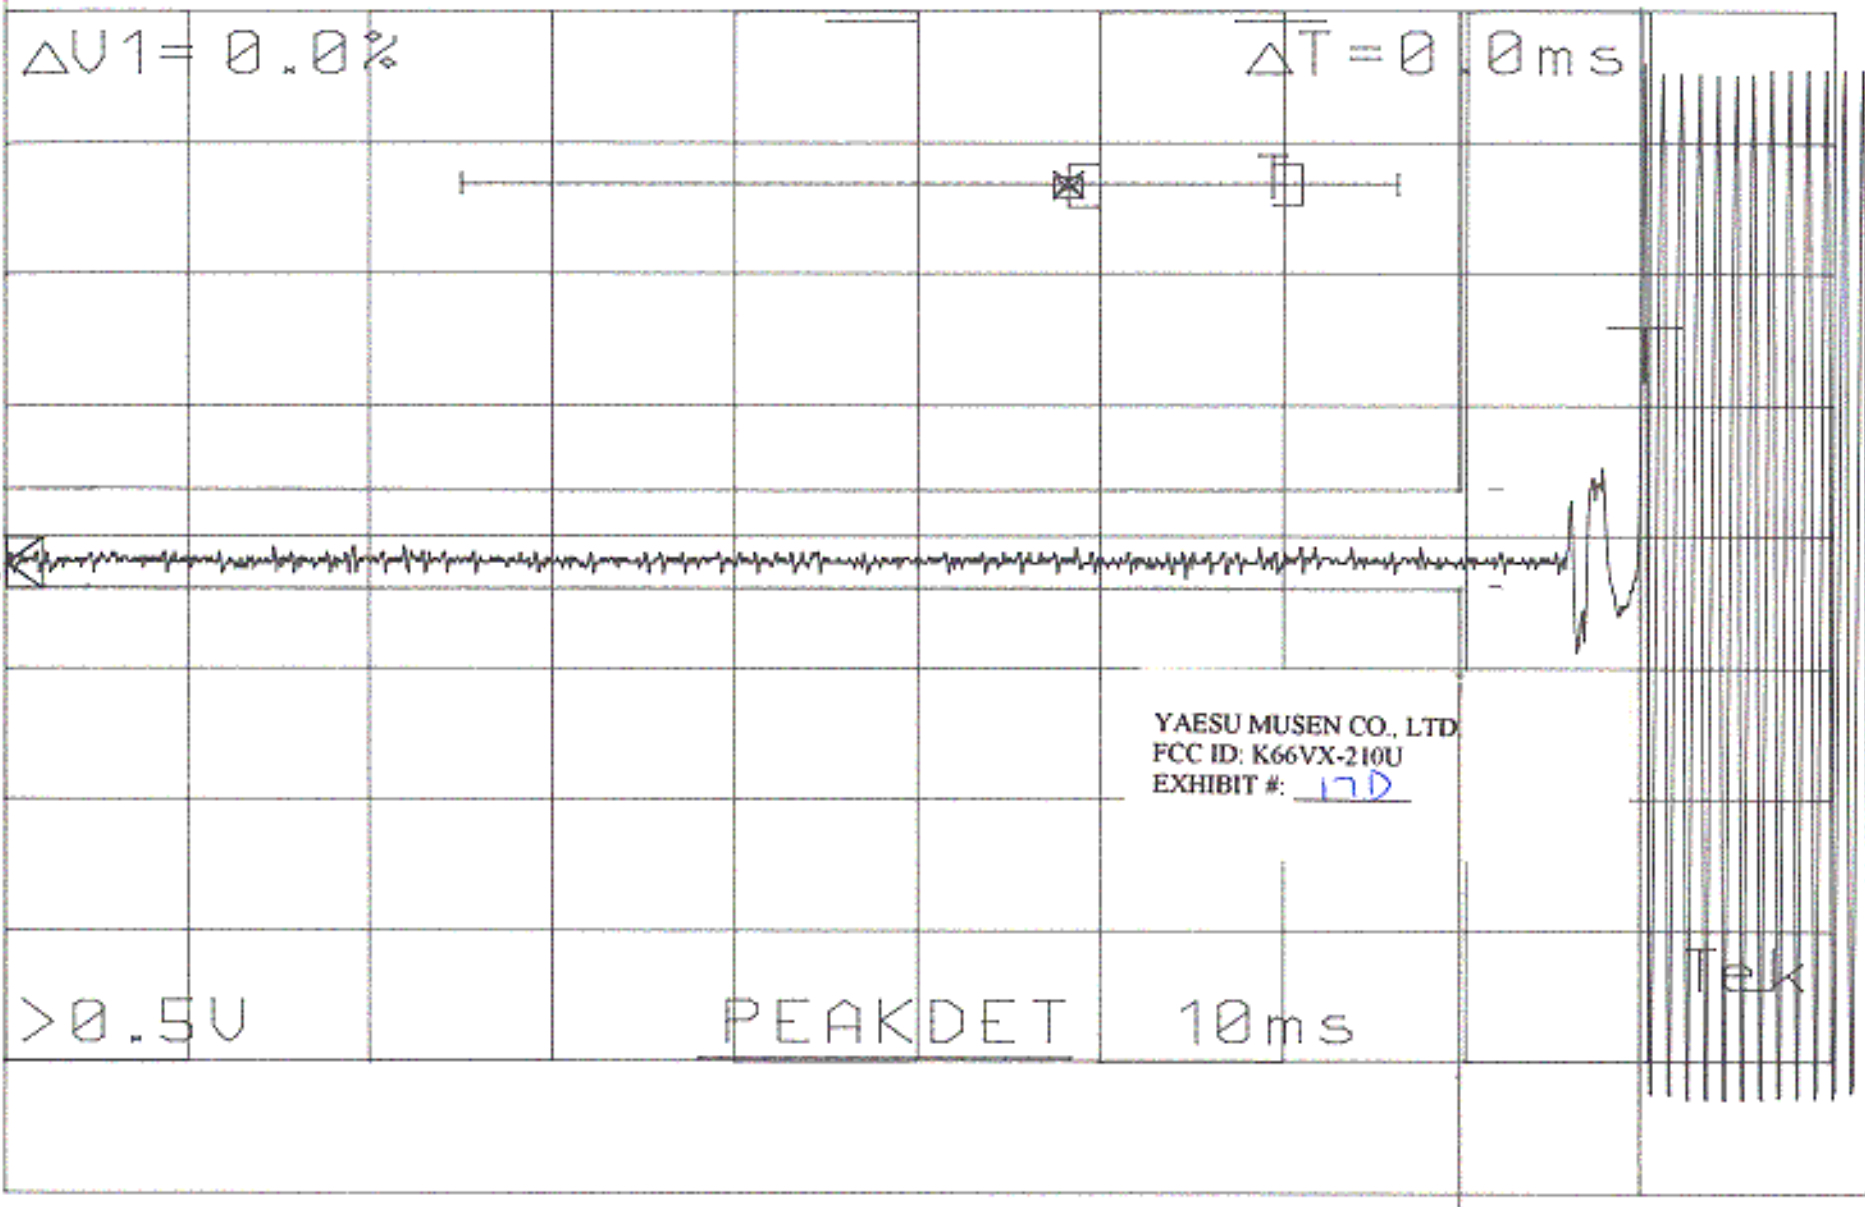 ΔV1= 0.0% ΔT=0.0ms
YAESU MUSEN CO., LTD
FCC ID: K66VX-210U
EXHIBIT #: 17D
Tek
>0.5V PEAKDET 10ms